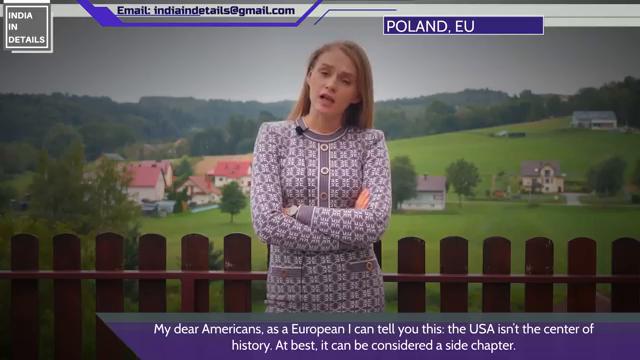 INDIA
IN
DETAILS
Email: indiaindetails@gmail.com
POLAND, EU
My dear Americans, as a European I can tell you this: the USA isn't the center of
history. At best, it can be considered a side chapter.